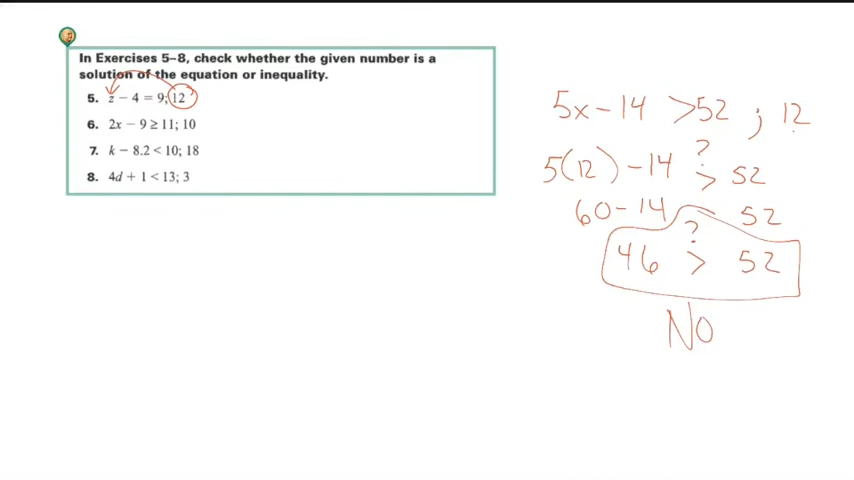 In Exercises 5–8, check whether the given number is a
solution of the equation or inequality.
5. z − 4 = 9; 12
6. 2x − 9 ≥ 11; 10
7. k − 8.2 < 10; 18
8. 4d + 1 < 13; 3
5x − 14 > 52 ; 12
5(12) − 14 ?> 52
60 − 14 52
46 ?> 52
NO